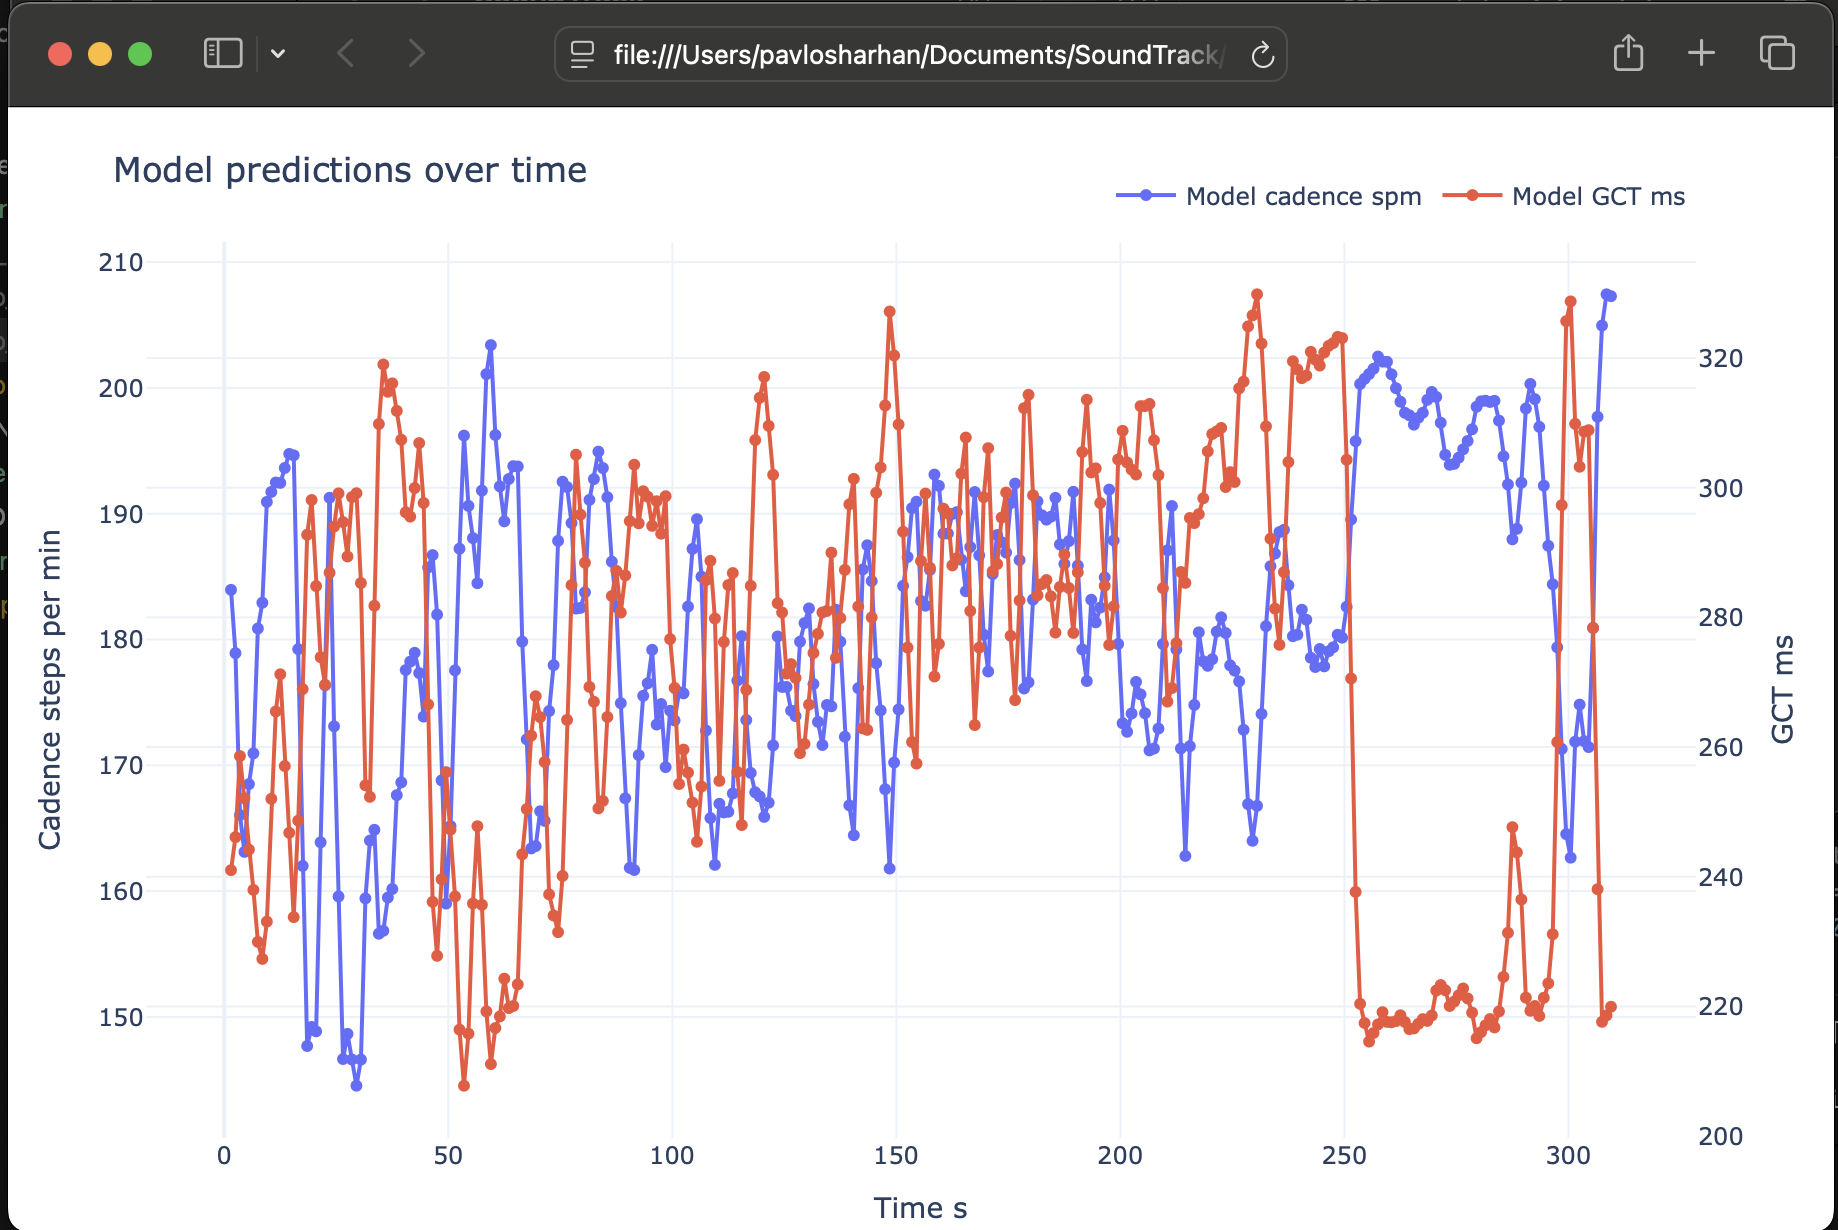 file:///Users/pavlosharhan/Documents/SoundTrack/
Model predictions over time
Model cadence spm Model GCT ms
210
200
190
180
170
160
150
Cadence steps per min
320
300
280
260
240
220
200
GCT ms
0 50 100 150 200 250 300
Time s